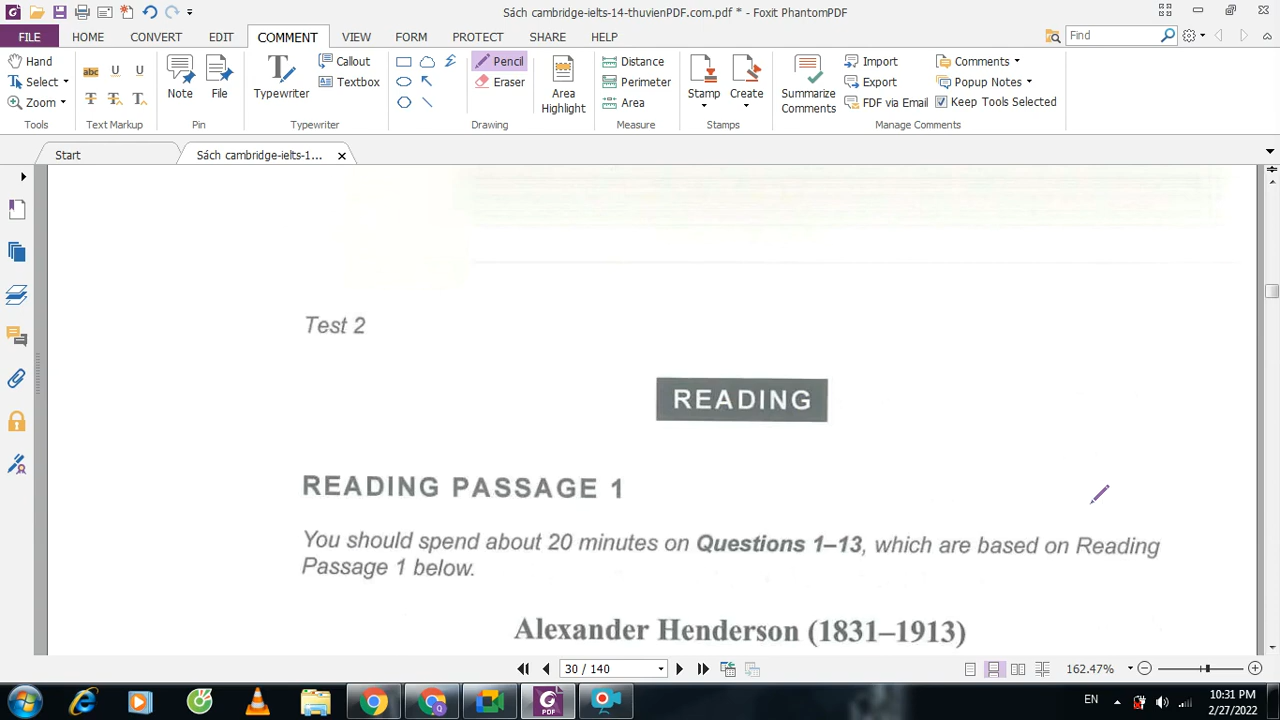 Sách cambridge-ielts-14-thuvienPDF.com.pdf * - Foxit PhantomPDF
FILE HOME CONVERT EDIT COMMENT VIEW FORM PROTECT SHARE HELP Find
Hand
Select
Zoom
Tools
abc U U
T T T
Text Markup
Note File
Pin
Typewriter
Callout
Textbox
Typewriter
Pencil
Eraser
Drawing
Area
Highlight
Distance
Perimeter
Area
Measure
Stamp Create
Stamps
Summarize
Comments
Import
Export
FDF via Email
Comments
Popup Notes
Keep Tools Selected
Manage Comments
Start Sách cambridge-ielts-1... x
Test 2
READING
READING PASSAGE 1
You should spend about 20 minutes on Questions 1–13, which are based on Reading
Passage 1 below.
Alexander Henderson (1831–1913)
30 / 140 162.47%
PDF EN 10:31 PM
2/27/2022